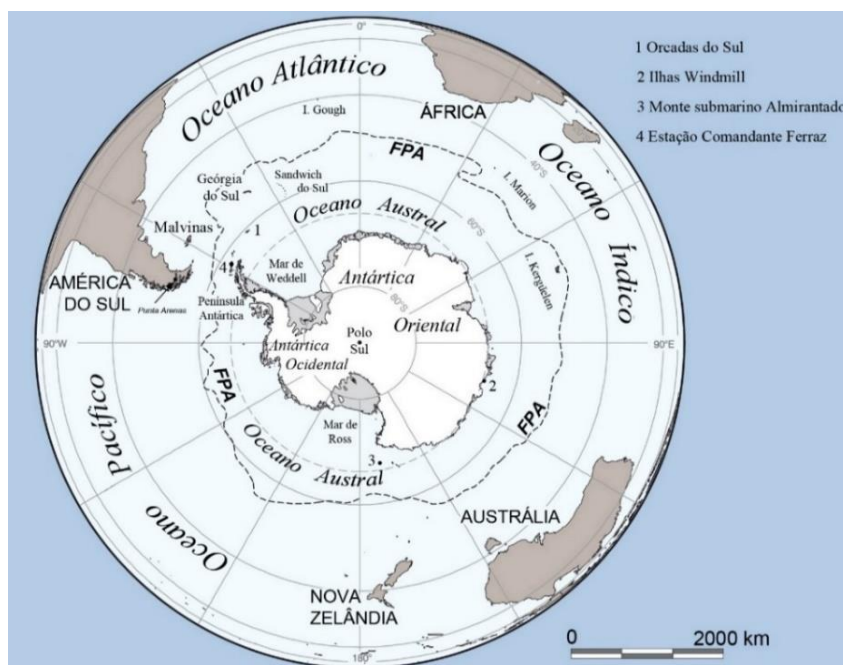 0°
Oceano Atlântico
ÁFRICA
I. Gough
FPA
Oceano Índico
40°S
I. Marion
Sandwich
do Sul
Geórgia
do Sul
Oceano Austral
60°S
Malvinas
1
4
Mar de
Weddell
I. Kergüelen
AMÉRICA
DO SUL
Punta Arenas
Península
Antártica
Antártica
Oriental
80°S
Polo
Sul
Antártica
Ocidental
90°W
90°E
2
FPA
FPA
Mar de
Ross
3
Oceano Austral
Oceano Pacífico
AUSTRÁLIA
NOVA
ZELÂNDIA
180°
1 Orcadas do Sul
2 Ilhas Windmill
3 Monte submarino Almirantado
4 Estação Comandante Ferraz
0 2000 km